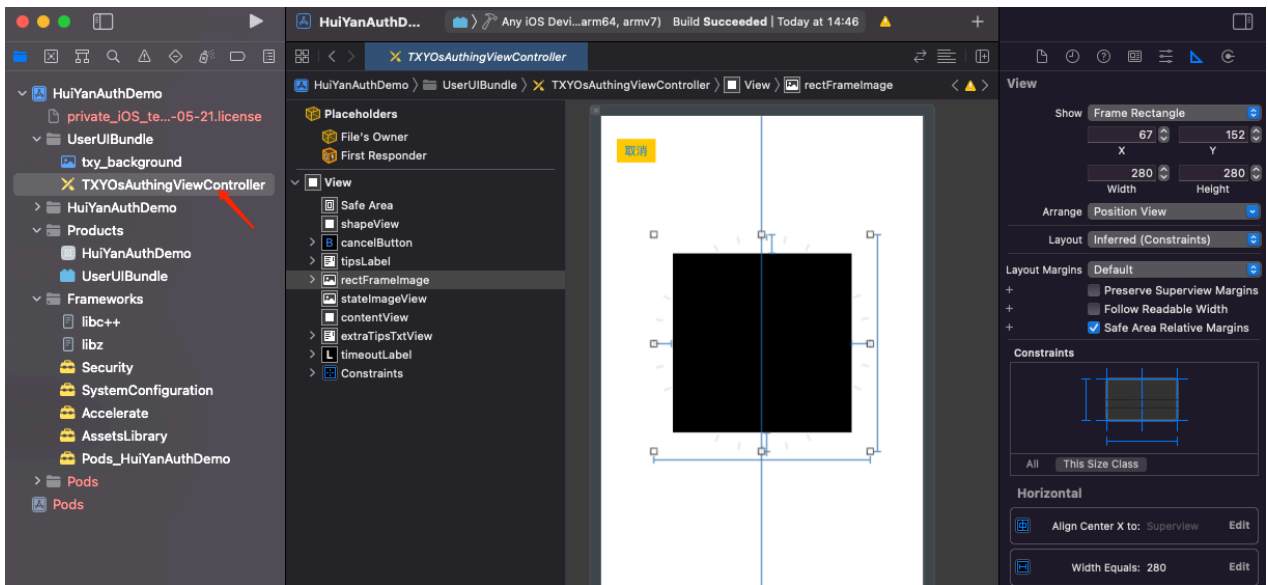 HuiYanAuthD...
Any iOS Devi...arm64, armv7)
Build Succeeded | Today at 14:46
TXYOsAuthingViewController
HuiYanAuthDemo
UserUIBundle
TXYOsAuthingViewController
View
rectFrameImage
HuiYanAuthDemo
private_iOS_te...-05-21.license
UserUIBundle
txy_background
TXYOsAuthingViewController
HuiYanAuthDemo
Products
HuiYanAuthDemo
UserUIBundle
Frameworks
libc++
libz
Security
SystemConfiguration
Accelerate
AssetsLibrary
Pods_HuiYanAuthDemo
Pods
Pods
Placeholders
File's Owner
First Responder
View
Safe Area
shapeView
B cancelButton
tipsLabel
rectFrameImage
stateImageView
contentView
extraTipsTxtView
L timeoutLabel
Constraints
取消
View
Show Frame Rectangle
67 152
X Y
280 280
Width Height
Arrange Position View
Layout Inferred (Constraints)
Layout Margins Default
+ Preserve Superview Margins
+ Follow Readable Width
+ Safe Area Relative Margins
Constraints
All This Size Class
Horizontal
Align Center X to: Superview Edit
Width Equals: 280 Edit